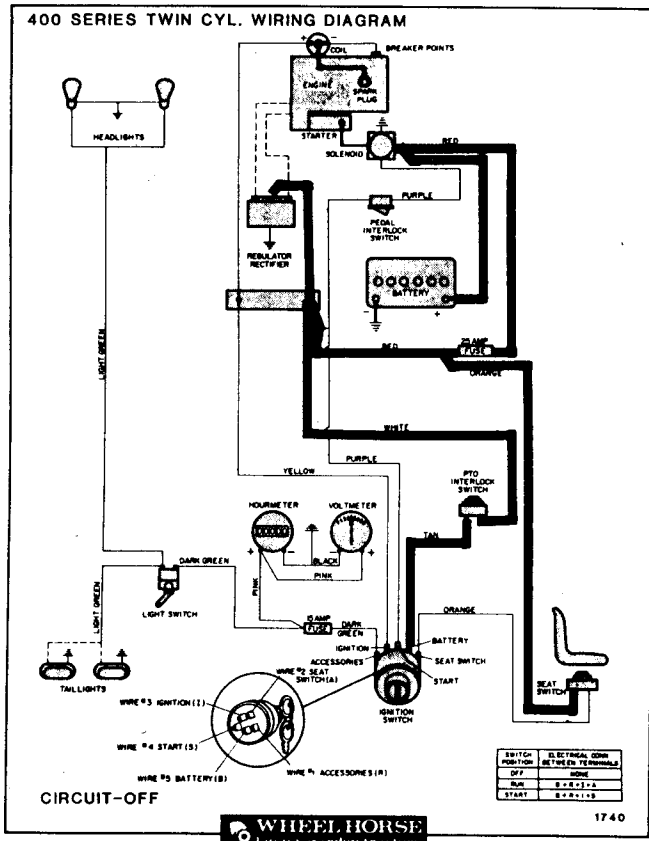 400 SERIES TWIN CYL. WIRING DIAGRAM
+ -
COIL
BREAKER POINTS
ENGINE
SPARK
PLUG
STARTER
HEADLIGHTS
SOLENOID
RED
PURPLE
PEDAL
INTERLOCK
SWITCH
REGULATOR
RECTIFIER
BATTERY
- +
LIGHT GREEN
RED
25 AMP
FUSE
ORANGE
WHITE
PURPLE
YELLOW
PTO
INTERLOCK
SWITCH
HOURMETER
VOLTMETER
TAN
+ - - +
BLACK
PINK
PINK
DARK GREEN
LIGHT SWITCH
LIGHT GREEN
15 AMP
FUSE
DARK
GREEN
ORANGE
IGNITION
BATTERY
ACCESSORIES
SEAT SWITCH
START
IGNITION
SWITCH
SEAT
SWITCH
TAILLIGHTS
WIRE #2 SEAT
SWITCH (A)
WIRE #3 IGNITION (I)
WIRE #4 START (S)
WIRE #5 BATTERY (B)
WIRE #1 ACCESSORIES (R)
SWITCH POSITION ELECTRICAL CONN BETWEEN TERMINALS
OFF NONE
RUN B+R+I+A
START B+R+I+S
CIRCUIT-OFF
1740
WHEEL HORSE